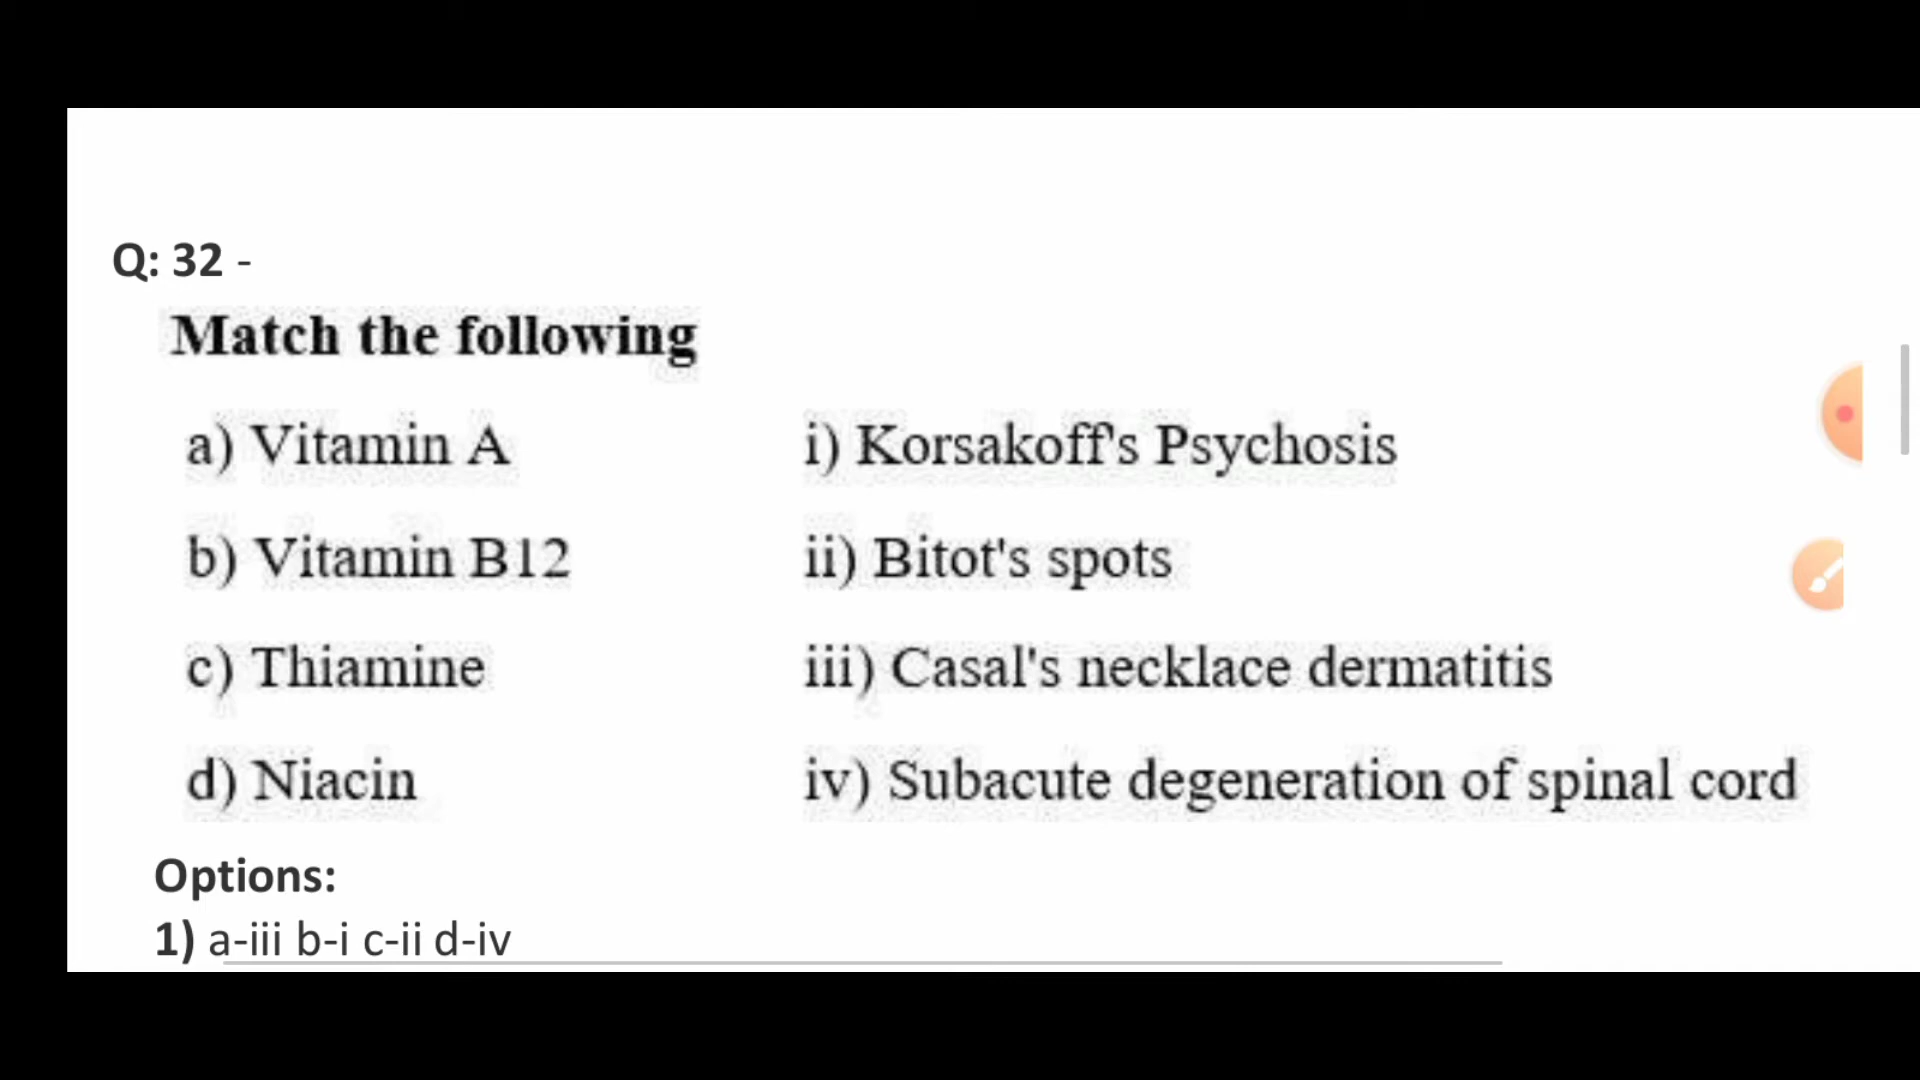 Q: 32 -
Match the following
a) Vitamin A i) Korsakoff's Psychosis
b) Vitamin B12 ii) Bitot's spots
c) Thiamine iii) Casal's necklace dermatitis
d) Niacin iv) Subacute degeneration of spinal cord
Options:
1) a-iii b-i c-ii d-iv